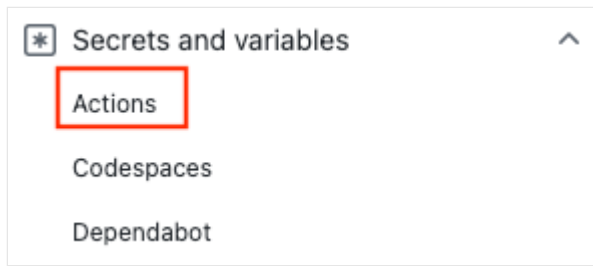 Secrets and variables
Actions
Codespaces
Dependabot